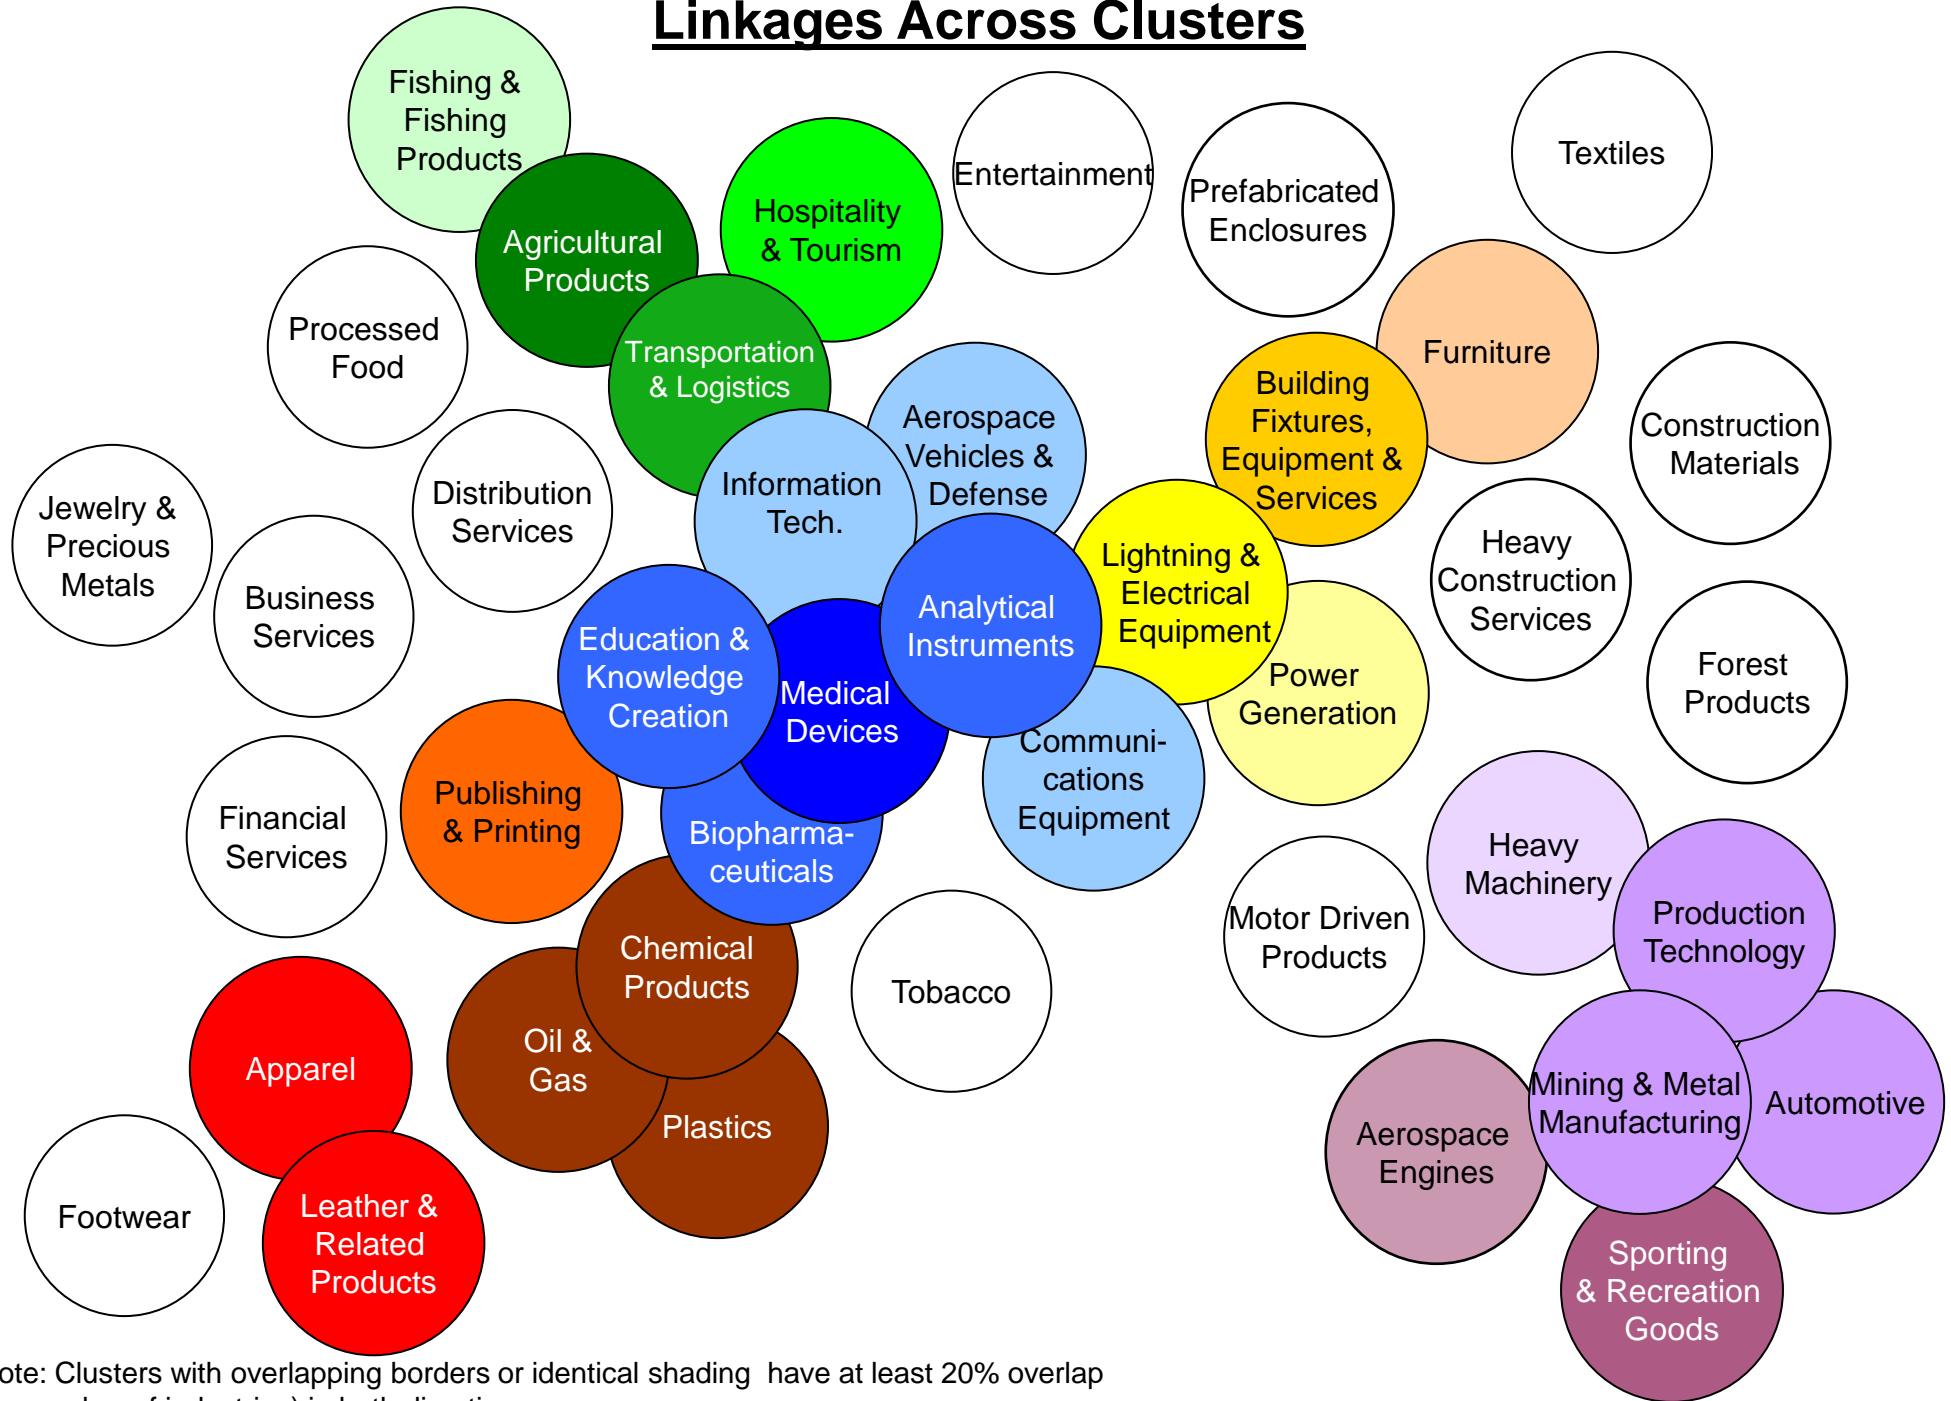 Linkages Across Clusters
Fishing &
Fishing
Products
Entertainment
Prefabricated
Enclosures
Textiles
Hospitality
& Tourism
Agricultural
Products
Processed
Food
Transportation
& Logistics
Furniture
Building
Fixtures,
Equipment &
Services
Aerospace
Vehicles &
Defense
Construction
Materials
Information
Tech.
Distribution
Services
Jewelry &
Precious
Metals
Business
Services
Lightning &
Electrical
Equipment
Heavy
Construction
Services
Analytical
Instruments
Education &
Knowledge
Creation
Medical
Devices
Power
Generation
Forest
Products
Communi-
cations
Equipment
Publishing
& Printing
Financial
Services
Biopharma-
ceuticals
Heavy
Machinery
Production
Technology
Motor Driven
Products
Chemical
Products
Tobacco
Oil &
Gas
Apparel
Plastics
Mining & Metal
Manufacturing
Automotive
Aerospace
Engines
Footwear
Leather &
Related
Products
Sporting
& Recreation
Goods
ote: Clusters with overlapping borders or identical shading have at least 20% overlap